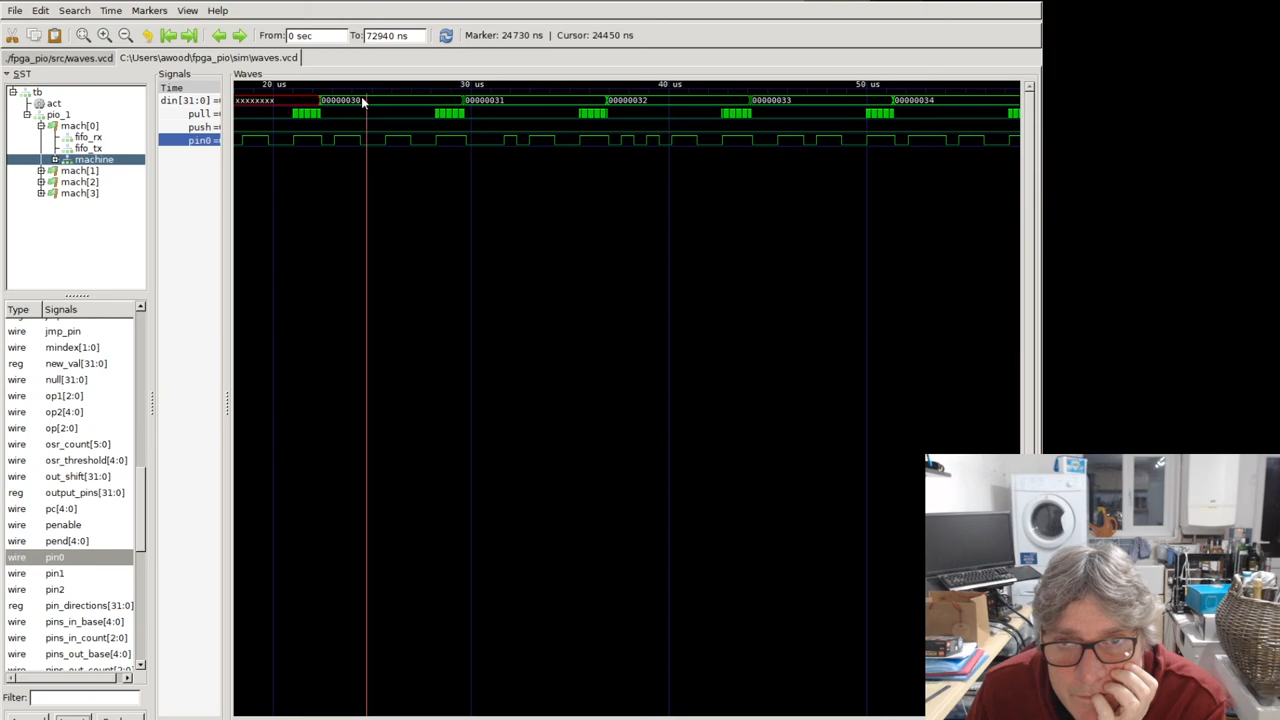 File Edit Search Time Markers View Help
From: 0 sec To: 72940 ns Marker: 24730 ns | Cursor: 24450 ns
./fpga_pio/src/waves.vcd C:\Users\awood\fpga_pio\sim\waves.vcd
SST
tb
act
pio_1
mach[0]
fifo_rx
fifo_tx
machine
mach[1]
mach[2]
mach[3]
Type Signals
wire jmp_pin
wire mindex[1:0]
reg new_val[31:0]
wire null[31:0]
wire op1[2:0]
wire op2[4:0]
wire op[2:0]
wire osr_count[5:0]
wire osr_threshold[4:0]
wire out_shift[31:0]
reg output_pins[31:0]
wire pc[4:0]
wire penable
wire pend[4:0]
wire pin0
wire pin1
wire pin2
reg pin_directions[31:0]
wire pins_in_base[4:0]
wire pins_in_count[2:0]
wire pins_out_base[4:0]
wire pins_out_count[2:0]
Filter:
Signals
Time
din[31:0] =
pull =
push =
pin0 =
Waves
20 us 30 us 40 us 50 us
xxxxxxxx 00000030 00000031 00000032 00000033 00000034